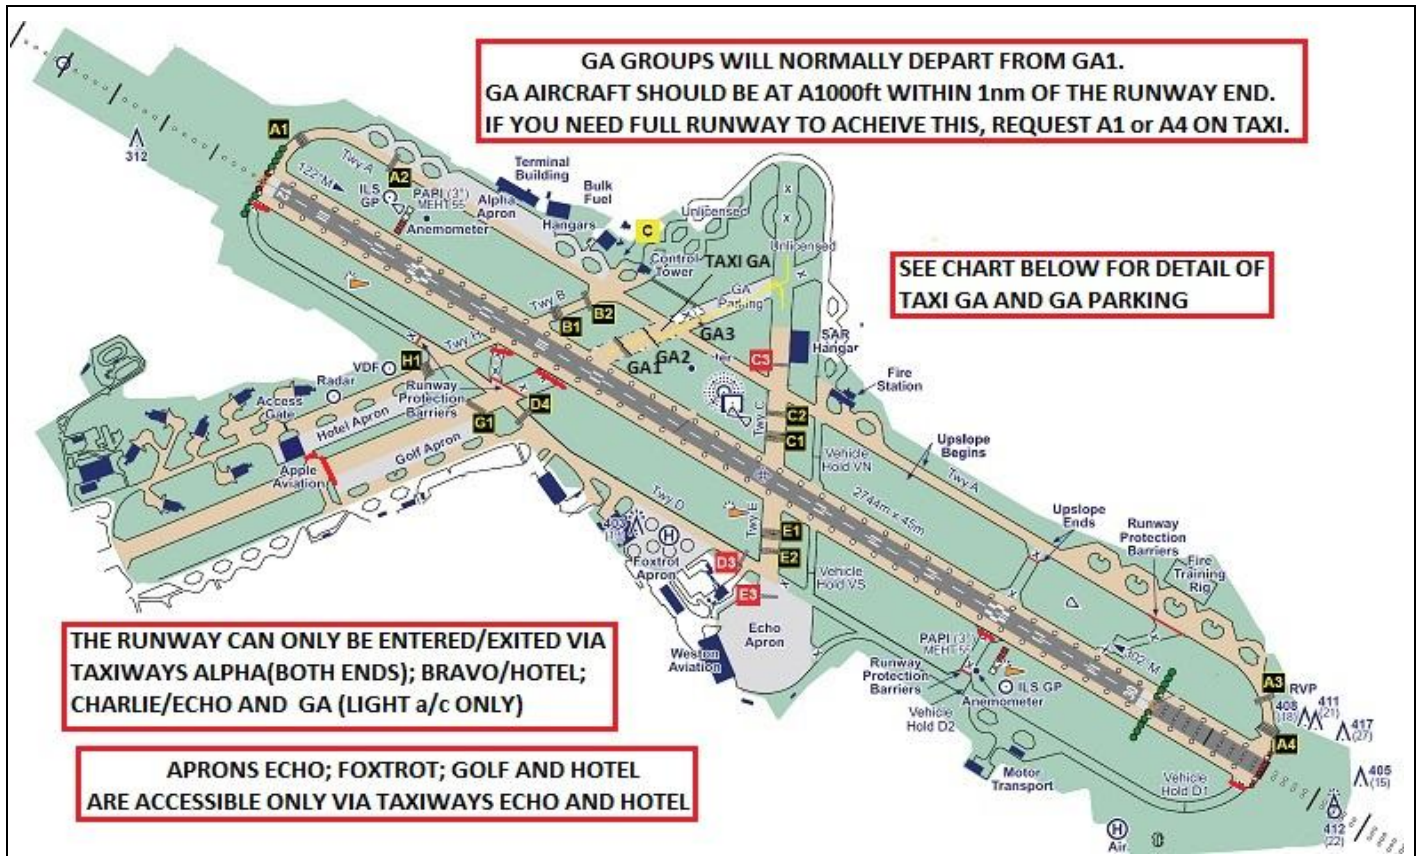 GA GROUPS WILL NORMALLY DEPART FROM GA1.
GA AIRCRAFT SHOULD BE AT A1000ft WITHIN 1nm OF THE RUNWAY END.
IF YOU NEED FULL RUNWAY TO ACHEIVE THIS, REQUEST A1 or A4 ON TAXI.
A1
312
Twy A
A2
122°M
ILS
GP
PAPI (3°)
MEHT 55
Anemometer
Alpha
Apron
Terminal
Building
Hangars
Bulk
Fuel
C
Control
Tower
Unlicensed
Unlicensed
TAXI GA
GA
Parking
SEE CHART BELOW FOR DETAIL OF
TAXI GA AND GA PARKING
Twy B
B1
B2
GA1
GA2
GA3
C3
SAR
Hangar
Fire
Station
Twy H
H1
VDF
Radar
Access
Gate
Runway
Protection
Barriers
Hotel Apron
G1
D4
Golf Apron
Apple
Aviation
Twy C
C2
C1
Vehicle
Hold VN
Upslope
Begins
Twy A
2744m x 45m
Upslope
Ends
Runway
Protection
Barriers
Fire
Training
Rig
Twy D
403
Foxtrot
Apron
H
Twy E
E1
E2
D3
E3
Vehicle
Hold VS
Echo
Apron
Weston
Aviation
302°M
30
PAPI (3°)
MEHT 55
Runway
Protection
Barriers
ILS GP
Anemometer
Vehicle
Hold D2
Motor
Transport
Vehicle
Hold D1
A3
RVP
408
(18)
411
(21)
417
(27)
A4
405
(15)
412
(22)
H
Air
THE RUNWAY CAN ONLY BE ENTERED/EXITED VIA
TAXIWAYS ALPHA(BOTH ENDS); BRAVO/HOTEL;
CHARLIE/ECHO AND GA (LIGHT a/c ONLY)
APRONS ECHO; FOXTROT; GOLF AND HOTEL
ARE ACCESSIBLE ONLY VIA TAXIWAYS ECHO AND HOTEL